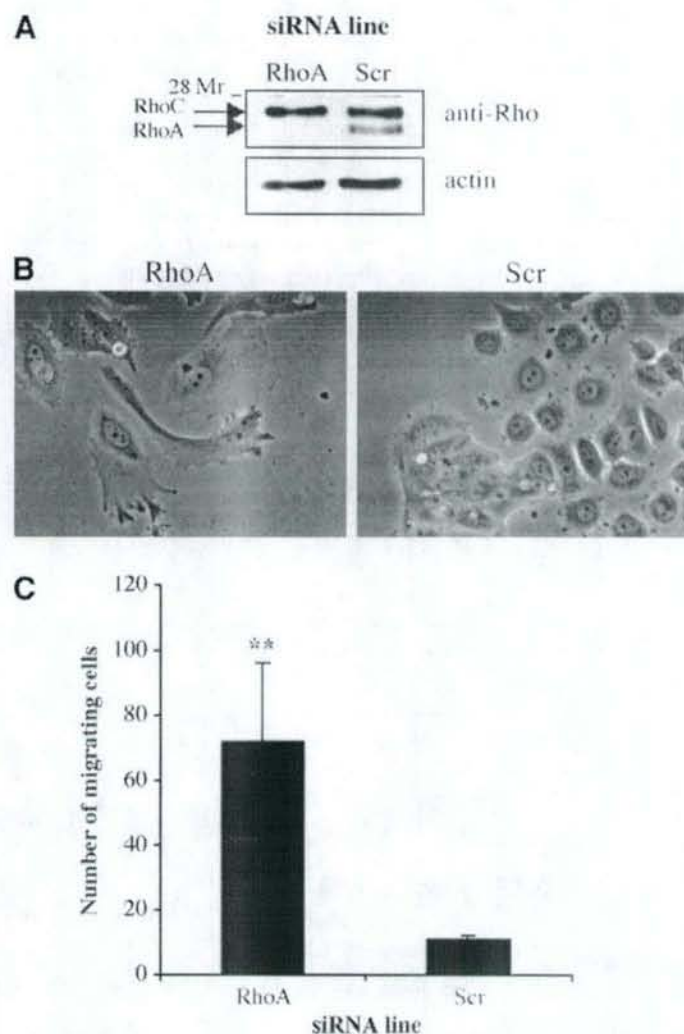 A
siRNA line
RhoA Scr
28 Mr
RhoC
RhoA
anti-Rho
actin
B
RhoA Scr
C
Number of migrating cells
120
100
80
60
40
20
0
**
RhoA Scr
siRNA line